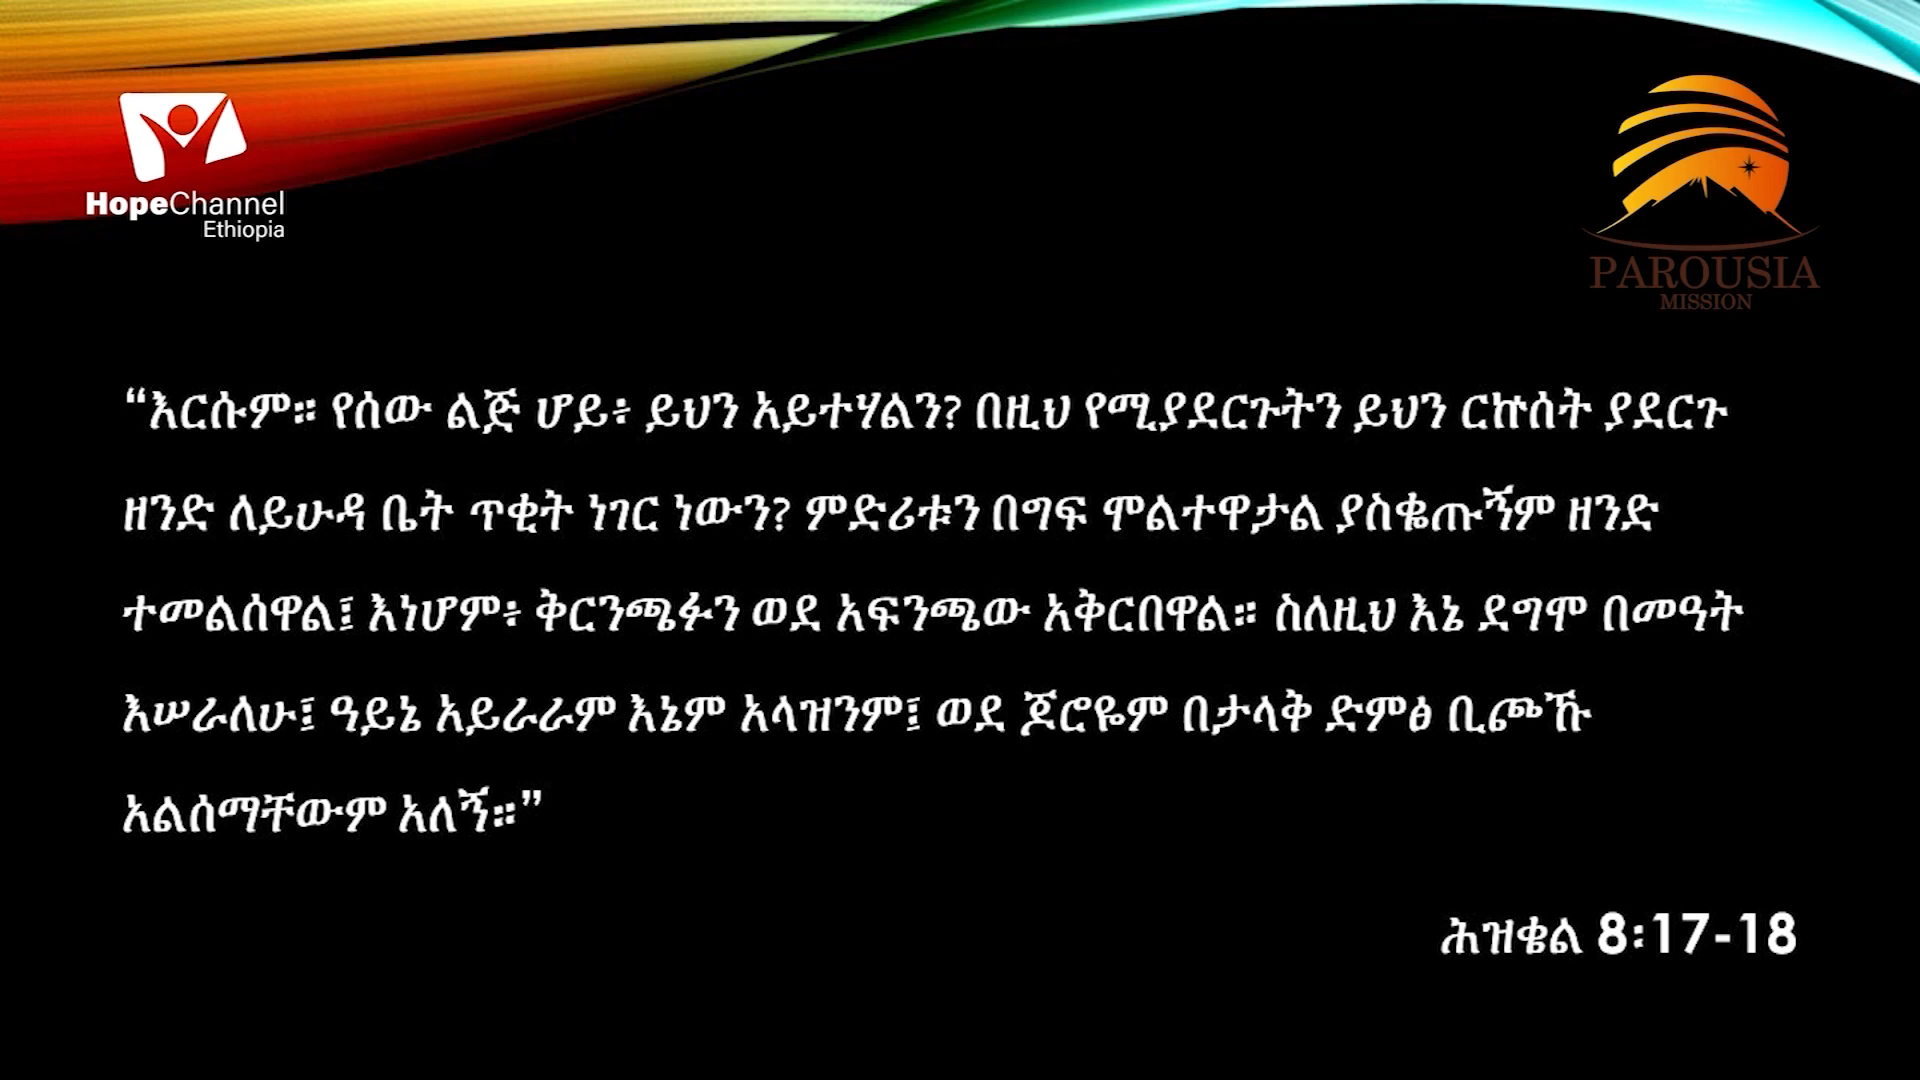 HopeChannel
Ethiopia
PAROUSIA
MISSION
“እርሱም። የሰው ልጅ ሆይ፥ ይህን አይተሃልን? በዚህ የሚያደርጉትን ይህን ርኵሰት ያደርጉ
ዘንድ ለይሁዳ ቤት ጥቂት ነገር ነውን? ምድሪቱን በግፍ ሞልተዋታል ያስቈጡኝም ዘንድ
ተመልሰዋል፤ እነሆም፥ ቅርንጫፉን ወደ አፍንጫው አቅርበዋል። ስለዚህ እኔ ደግሞ በመዓት
እሠራለሁ፤ ዓይኔ አይራራም እኔም አላዝንም፤ ወደ ጆሮዬም በታላቅ ድምፅ ቢጮኹ
አልሰማቸውም አለኝ።”
ሕዝቄል 8፡17-18